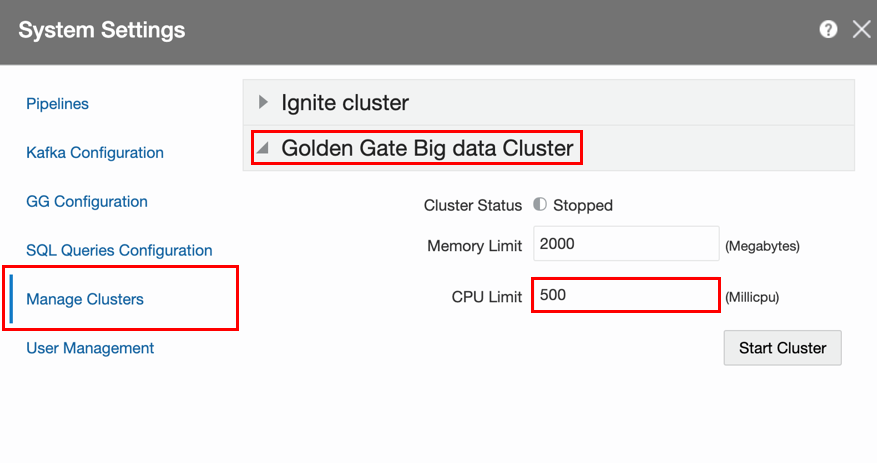 System Settings
Pipelines
Kafka Configuration
GG Configuration
SQL Queries Configuration
Manage Clusters
User Management
Ignite cluster
Golden Gate Big data Cluster
Cluster Status Stopped
Memory Limit 2000 (Megabytes)
CPU Limit 500 (Millicpu)
Start Cluster